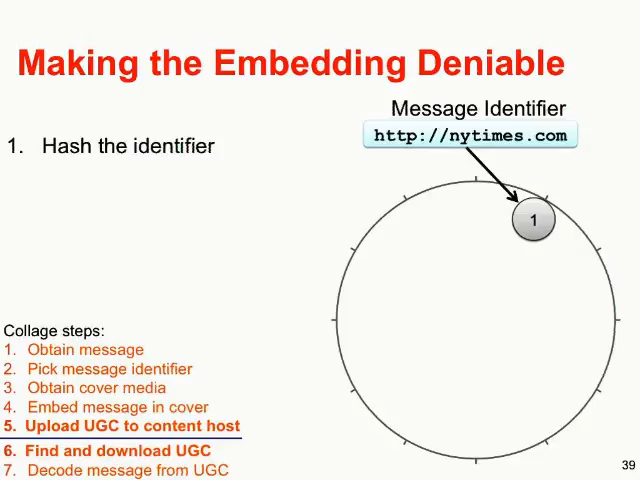 Making the Embedding Deniable
Message Identifier
http://nytimes.com
1. Hash the identifier
1
Collage steps:
1. Obtain message
2. Pick message identifier
3. Obtain cover media
4. Embed message in cover
5. Upload UGC to content host
6. Find and download UGC
7. Decode message from UGC
39